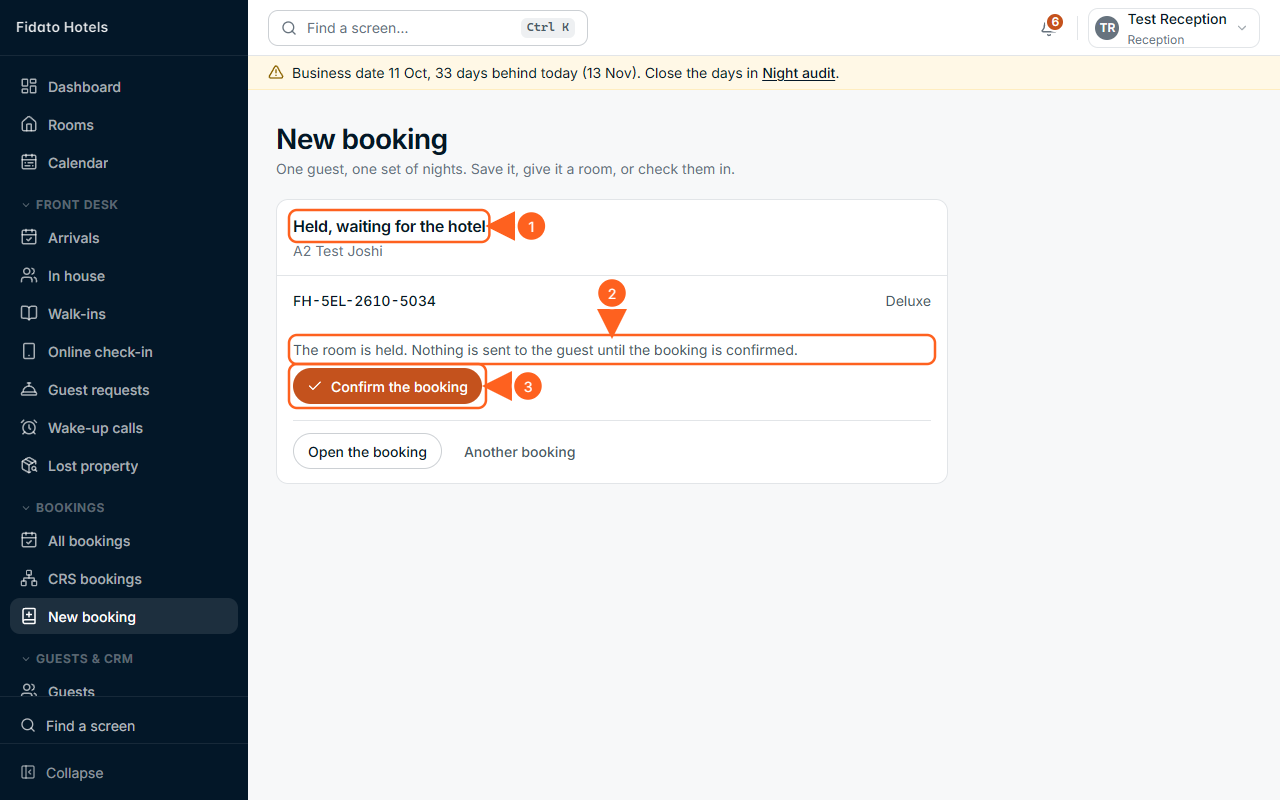 Fidato Hotels
Find a screen...
Ctrl K
6
TR
Test Reception
Reception
Business date 11 Oct, 33 days behind today (13 Nov). Close the days in Night audit.
Dashboard
Rooms
Calendar
FRONT DESK
Arrivals
In house
Walk-ins
Online check-in
Guest requests
Wake-up calls
Lost property
BOOKINGS
All bookings
CRS bookings
New booking
GUESTS & CRM
Guests
Find a screen
Collapse
New booking
One guest, one set of nights. Save it, give it a room, or check them in.
Held, waiting for the hotel
1
A2 Test Joshi
FH-5EL-2610-5034
2
Deluxe
The room is held. Nothing is sent to the guest until the booking is confirmed.
Confirm the booking
3
Open the booking
Another booking